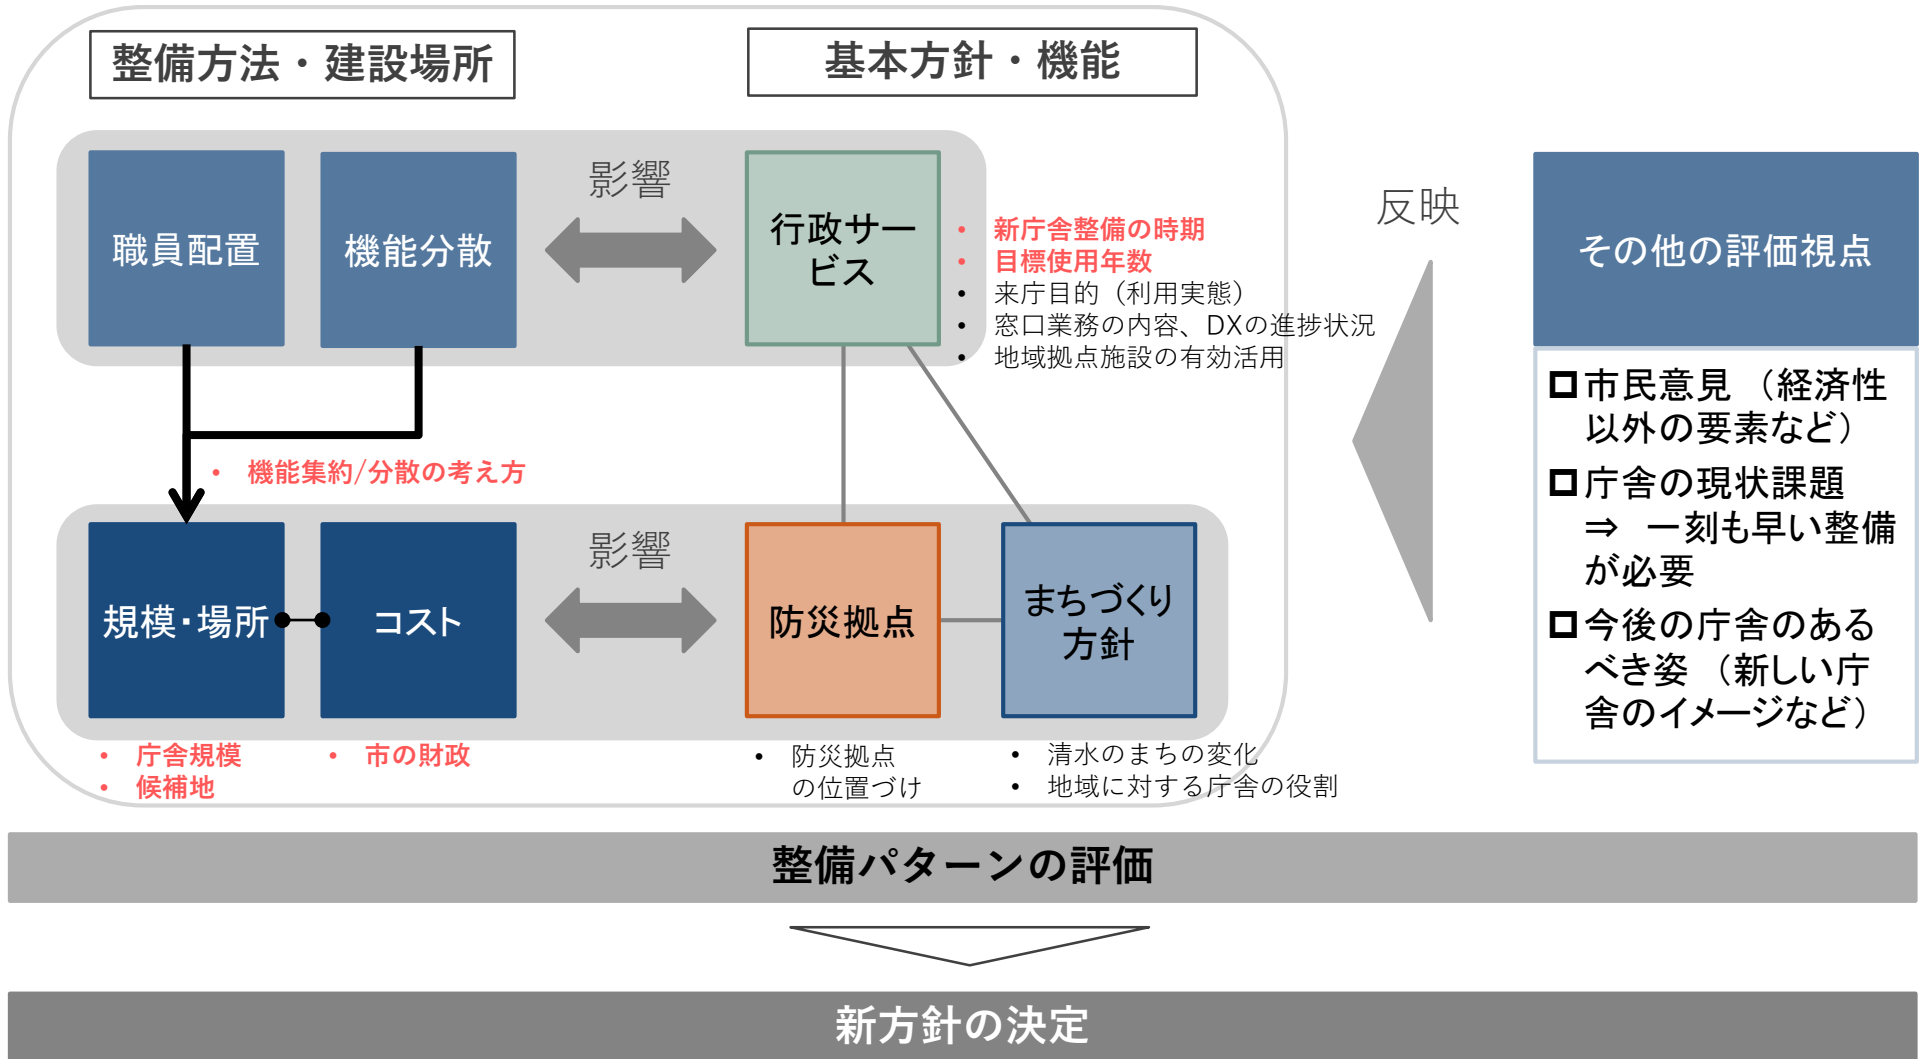 整備方法・建設場所
基本方針・機能
職員配置
機能分散
影響
行政サー
ビス
• 新庁舎整備の時期
• 目標使用年数
• 来庁目的（利用実態）
• 窓口業務の内容、DXの進捗状況
• 地域拠点施設の有効活用
• 機能集約/分散の考え方
規模・場所
コスト
影響
防災拠点
まちづくり
方針
• 庁舎規模
• 候補地
• 市の財政
• 防災拠点
の位置づけ
• 清水のまちの変化
• 地域に対する庁舎の役割
反映
その他の評価視点
市民意見（経済性
以外の要素など）
庁舎の現状課題
⇒ 一刻も早い整備
が必要
今後の庁舎のある
べき姿（新しい庁
舎のイメージなど）
整備パターンの評価
新方針の決定